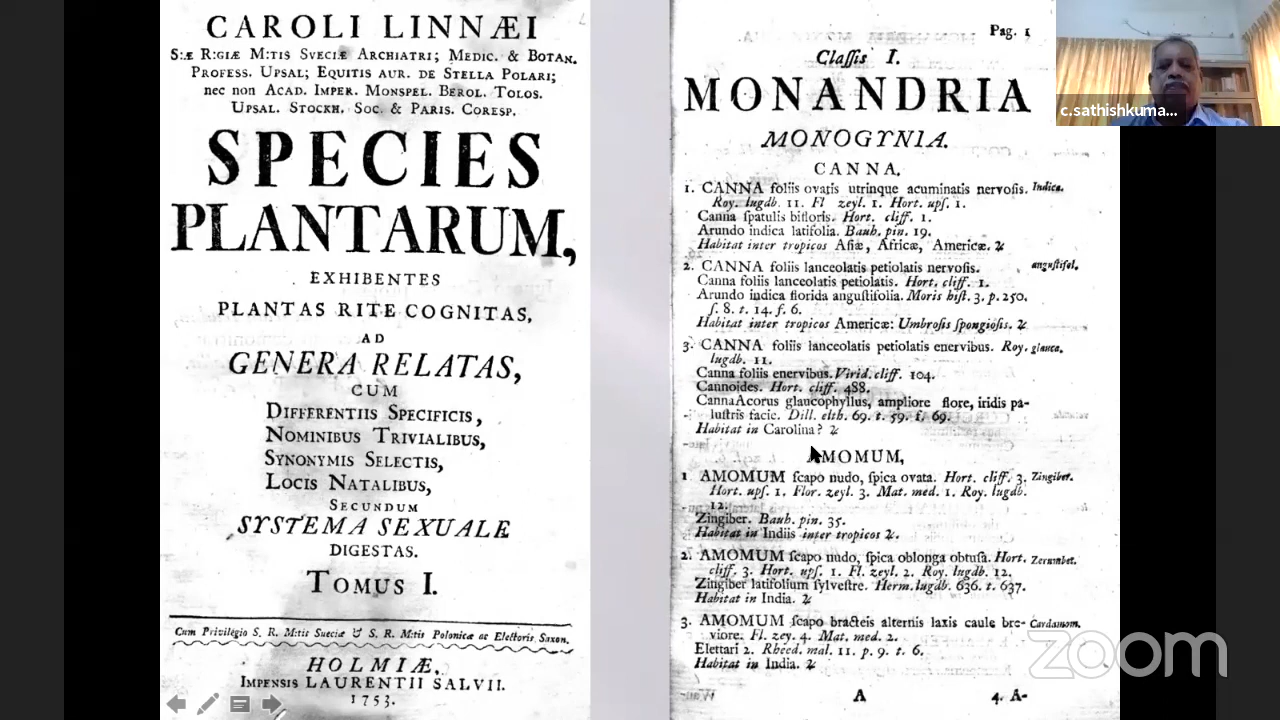 CAROLI LINNÆI
S:Æ R:GIÆ M:TIS SVECIÆ ARCHIATRI; MEDIC. & BOTAN.
PROFESS. UPSAL; EQUITIS AUR. DE STELLA POLARI;
nec non ACAD. IMPER. MONSPEL. BEROL. TOLOS.
UPSAL. STOCKH. SOC. & PARIS. CORESP.
SPECIES
PLANTARUM,
EXHIBENTES
PLANTAS RITE COGNITAS,
AD
GENERA RELATAS,
CUM
DIFFERENTIIS SPECIFICIS,
NOMINIBUS TRIVIALIBUS,
SYNONYMIS SELECTIS,
LOCIS NATALIBUS,
SECUNDUM
SYSTEMA SEXUALE
DIGESTAS.
TOMUS I.
Cum Privilegio S. R. M:tis Sueciæ & S. R. M:tis Polonicæ ac Electoris Saxon.
HOLMIÆ,
IMPENSIS LAURENTII SALVII.
1753.
Pag. 1
Claſſis I.
MONANDRIA
MONOGYNIA.
CANNA.
1. CANNA foliis ovatis utrinque acuminatis nervoſis. Indica.
Roy. lugdb. 11. Fl zeyl. 1. Hort. upſ. 1.
Canna ſpatulis bifloris. Hort. cliff. 1.
Arundo indica latifolia. Bauh. pin. 19.
Habitat inter tropicos Aſiæ, Africæ, Americæ. ♃
2. CANNA foliis lanceolatis petiolatis nervoſis. anguſtifol.
Canna foliis lanceolatis petiolatis. Hort. cliff. 1.
Arundo indica florida anguſtifolia. Moris hiſt. 3. p. 250.
ſ. 8. t. 14. f. 6.
Habitat inter tropicos Americæ: Umbroſis ſpongioſis. ♃
3. CANNA foliis lanceolatis petiolatis enervibus. Roy. glauca.
lugdb. 11.
Canna foliis enervibus. Virid. cliff. 104.
Cannoides. Hort. cliff. 488.
CannaAcorus glaucophyllus, ampliore flore, iridis pa-
luſtris facie. Dill. elth. 69. t. 59. f. 69.
Habitat in Carolina? ♃
AMOMUM,
1 AMOMUM ſcapo nudo, ſpica ovata. Hort. cliff. 3. Zingiber.
Hort. upſ. 1. Flor. zeyl. 3. Mat. med. 1. Roy. lugdb.
12.
Zingiber. Bauh. pin. 35.
Habitat in Indiis inter tropicos ♃.
2. AMOMUM ſcapo nudo, ſpica oblonga obtuſa. Hort. Zerumbet.
cliff. 3. Hort. upſ. 1. Fl. zeyl. 2. Roy. lugdb. 12.
Zingiber latifolium ſylveſtre. Herm. lugdb. 636. t. 637.
Habitat in India. ♃
3. AMOMUM ſcapo bracteis alternis laxis caule bre- Cardamom.
viore. Fl. zey. 4. Mat. med. 2.
Elettari 2. Rheed. mal. 11. p. 9. t. 6.
Habitat in India. ♃
A 4. A-
c.sathishkuma...
zoom